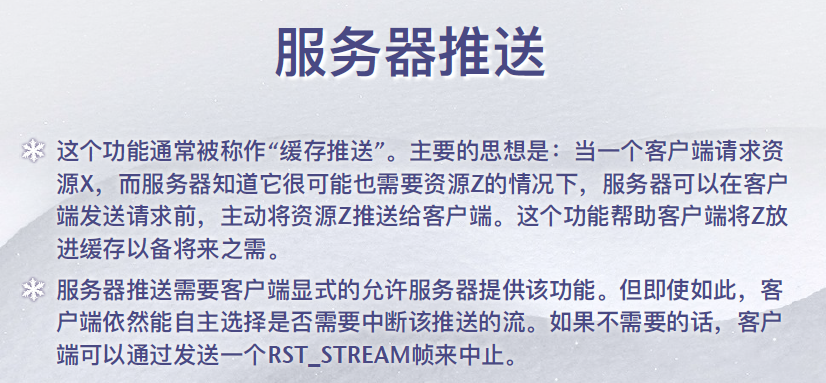 服务器推送
这个功能通常被称作“缓存推送”。主要的思想是：当一个客户端请求资
源X，而服务器知道它很可能也需要资源Z的情况下，服务器可以在客户
端发送请求前，主动将资源Z推送给客户端。这个功能帮助客户端将Z放
进缓存以备将来之需。
服务器推送需要客户端显式的允许服务器提供该功能。但即使如此，客
户端依然能自主选择是否需要中断该推送的流。如果不需要的话，客户
端可以通过发送一个RST_STREAM帧来中止。